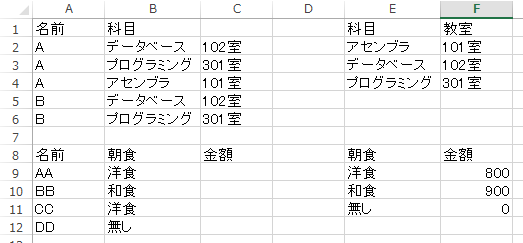 A B C D E F
1 名前 科目 科目 教室
2 A データベース 102室 アセンブラ 101室
3 A プログラミング 301室 データベース 102室
4 A アセンブラ 101室 プログラミング 301室
5 B データベース 102室
6 B プログラミング 301室
7
8 名前 朝食 金額 朝食 金額
9 AA 洋食 洋食 800
10 BB 和食 和食 900
11 CC 洋食 無し 0
12 DD 無し